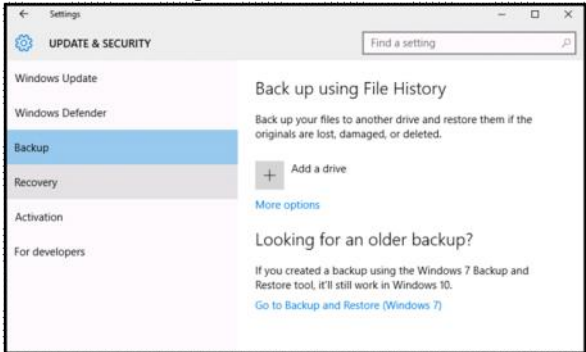 Settings
UPDATE & SECURITY
Find a setting
Windows Update
Windows Defender
Backup
Recovery
Activation
For developers
Back up using File History
Back up your files to another drive and restore them if the
originals are lost, damaged, or deleted.
Add a drive
More options
Looking for an older backup?
If you created a backup using the Windows 7 Backup and
Restore tool, it'll still work in Windows 10.
Go to Backup and Restore (Windows 7)